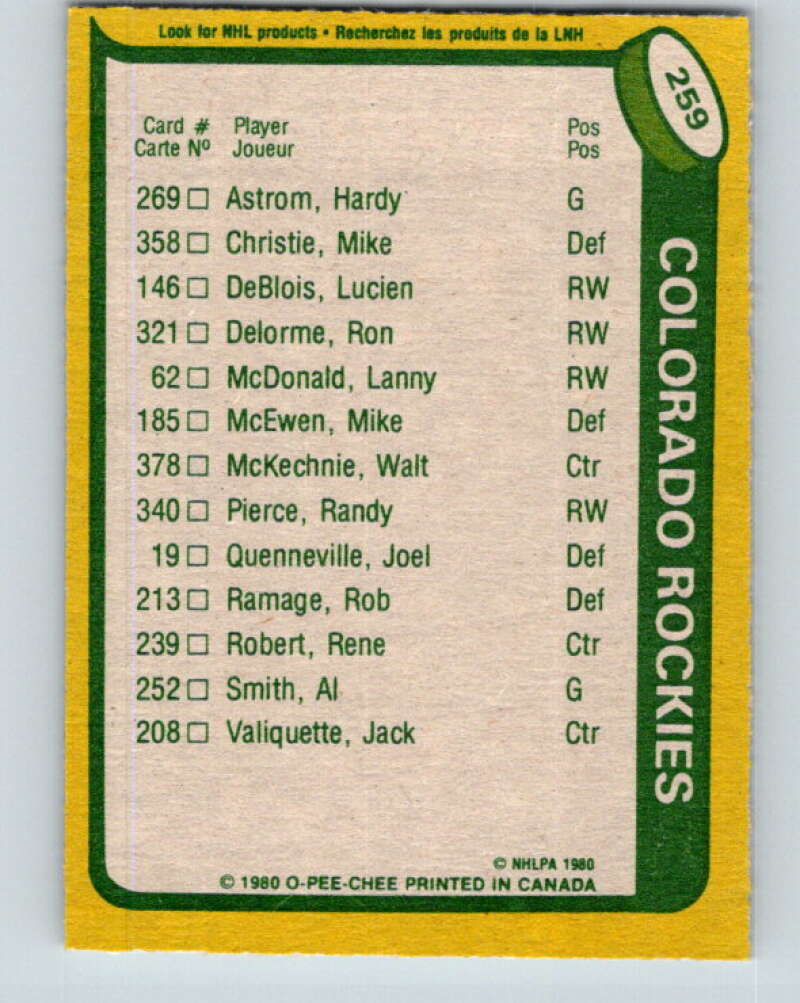 Look for NHL products • Recherchez les produits de la LNH
259
Card # Player Pos
Carte Nº Joueur Pos
269 □ Astrom, Hardy G
358 □ Christie, Mike Def
146 □ DeBlois, Lucien RW
321 □ Delorme, Ron RW
62 □ McDonald, Lanny RW
185 □ McEwen, Mike Def
378 □ McKechnie, Walt Ctr
340 □ Pierce, Randy RW
19 □ Quenneville, Joel Def
213 □ Ramage, Rob Def
239 □ Robert, Rene Ctr
252 □ Smith, Al G
208 □ Valiquette, Jack Ctr
COLORADO ROCKIES
© NHLPA 1980
© 1980 O-PEE-CHEE PRINTED IN CANADA